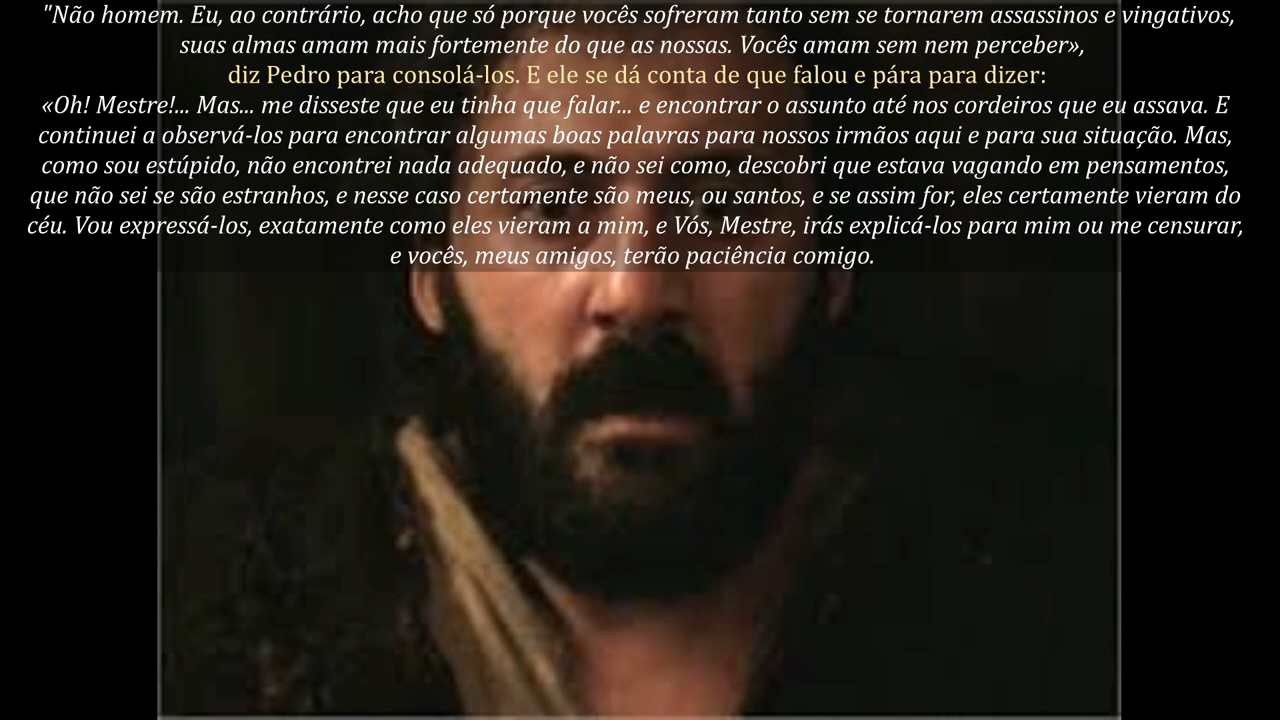 "Não homem. Eu, ao contrário, acho que só porque vocês sofreram tanto sem se tornarem assassinos e vingativos,
suas almas amam mais fortemente do que as nossas. Vocês amam sem nem perceber»,
diz Pedro para consolá-los. E ele se dá conta de que falou e pára para dizer:
«Oh! Mestre!... Mas... me disseste que eu tinha que falar... e encontrar o assunto até nos cordeiros que eu assava. E
continuei a observá-los para encontrar algumas boas palavras para nossos irmãos aqui e para sua situação. Mas,
como sou estúpido, não encontrei nada adequado, e não sei como, descobri que estava vagando em pensamentos,
que não sei se são estranhos, e nesse caso certamente são meus, ou santos, e se assim for, eles certamente vieram do
céu. Vou expressá-los, exatamente como eles vieram a mim, e Vós, Mestre, irás explicá-los para mim ou me censurar,
e vocês, meus amigos, terão paciência comigo.